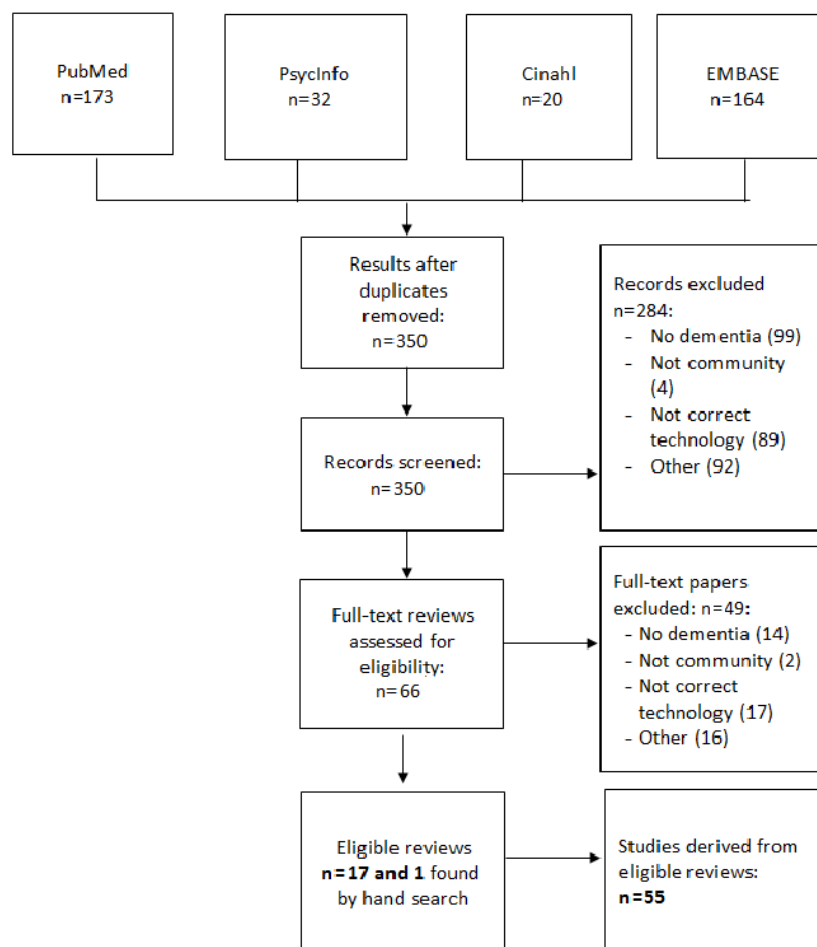 PubMed
n=173
PsycInfo
n=32
Cinahl
n=20
EMBASE
n=164
Results after
duplicates
removed:
n=350
Records excluded
n=284:
- No dementia (99)
- Not community
(4)
- Not correct
technology (89)
- Other (92)
Records screened:
n=350
Full-text reviews
assessed for
eligibility:
n=66
Full-text papers
excluded: n=49:
- No dementia (14)
- Not community (2)
- Not correct
technology (17)
- Other (16)
Eligible reviews
n=17 and 1 found
by hand search
Studies derived from
eligible reviews:
n=55